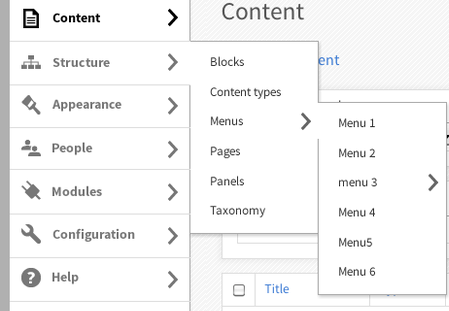 Content
Content
Structure
Appearance
People
Modules
Configuration
Help
Blocks
Content types
Menus
Pages
Panels
Taxonomy
Menu 1
Menu 2
menu 3
Menu 4
Menu5
Menu 6
Title